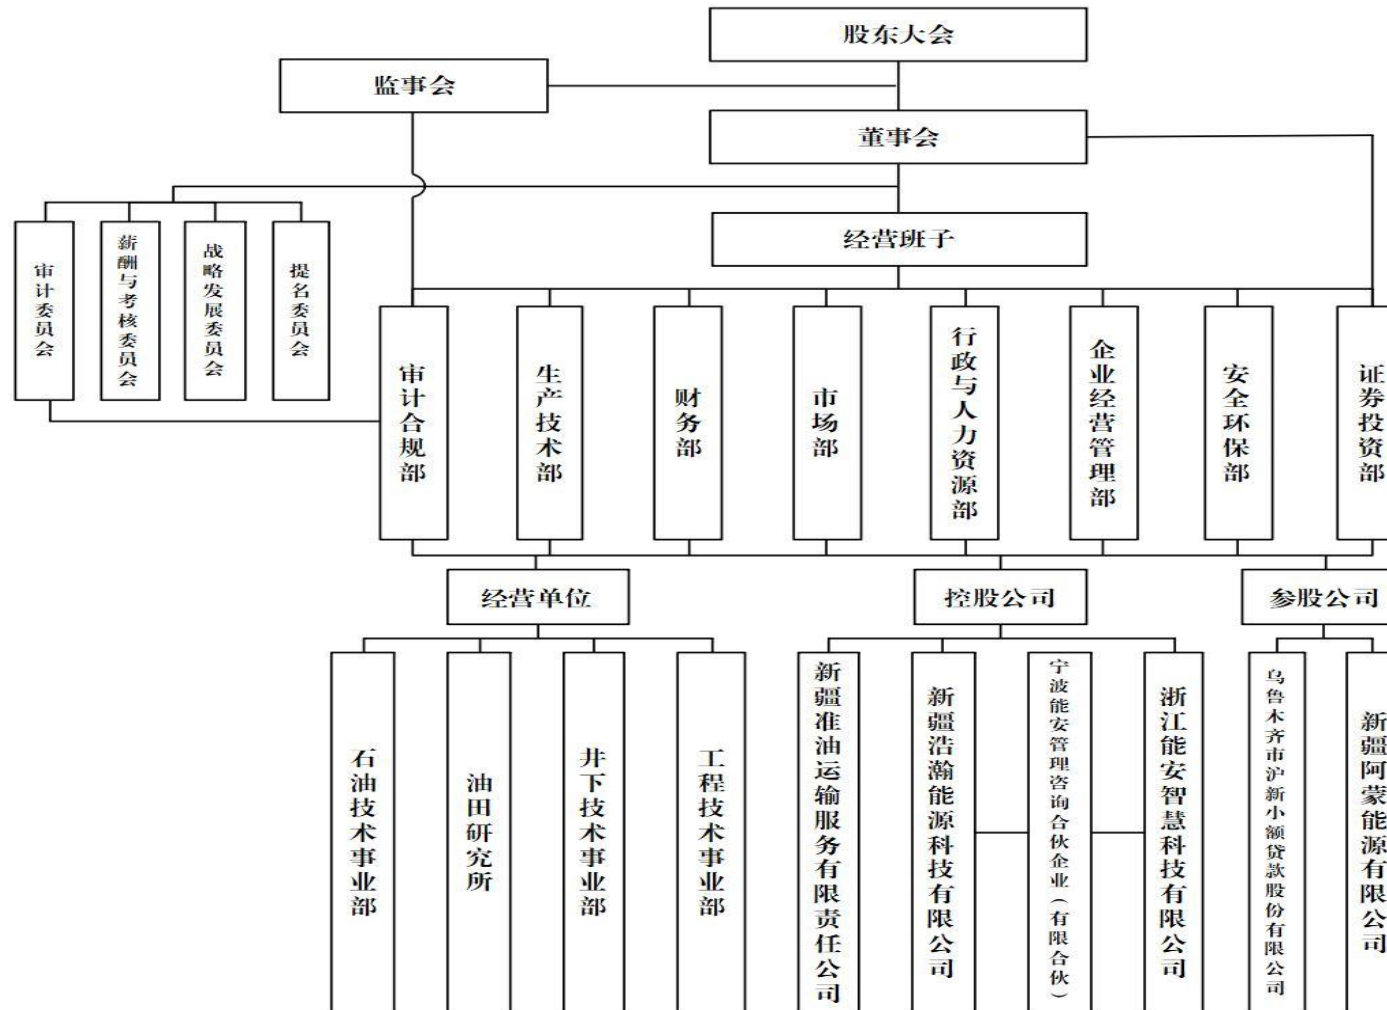 股东大会
监事会
董事会
经营班子
审计委员会
薪酬与考核委员会
战略发展委员会
提名委员会
审计合规部
生产技术部
财务部
市场部
行政与人力资源部
企业经营管理部
安全环保部
证券投资部
经营单位
控股公司
参股公司
石油技术事业部
油田研究所
井下技术事业部
工程技术事业部
新疆准油运输服务有限责任公司
新疆浩瀚能源科技有限公司
宁波能安管理咨询合伙企业（有限合伙）
浙江能安智慧科技有限公司
乌鲁木齐市沪新小额贷款股份有限公司
新疆阿蒙能源有限公司